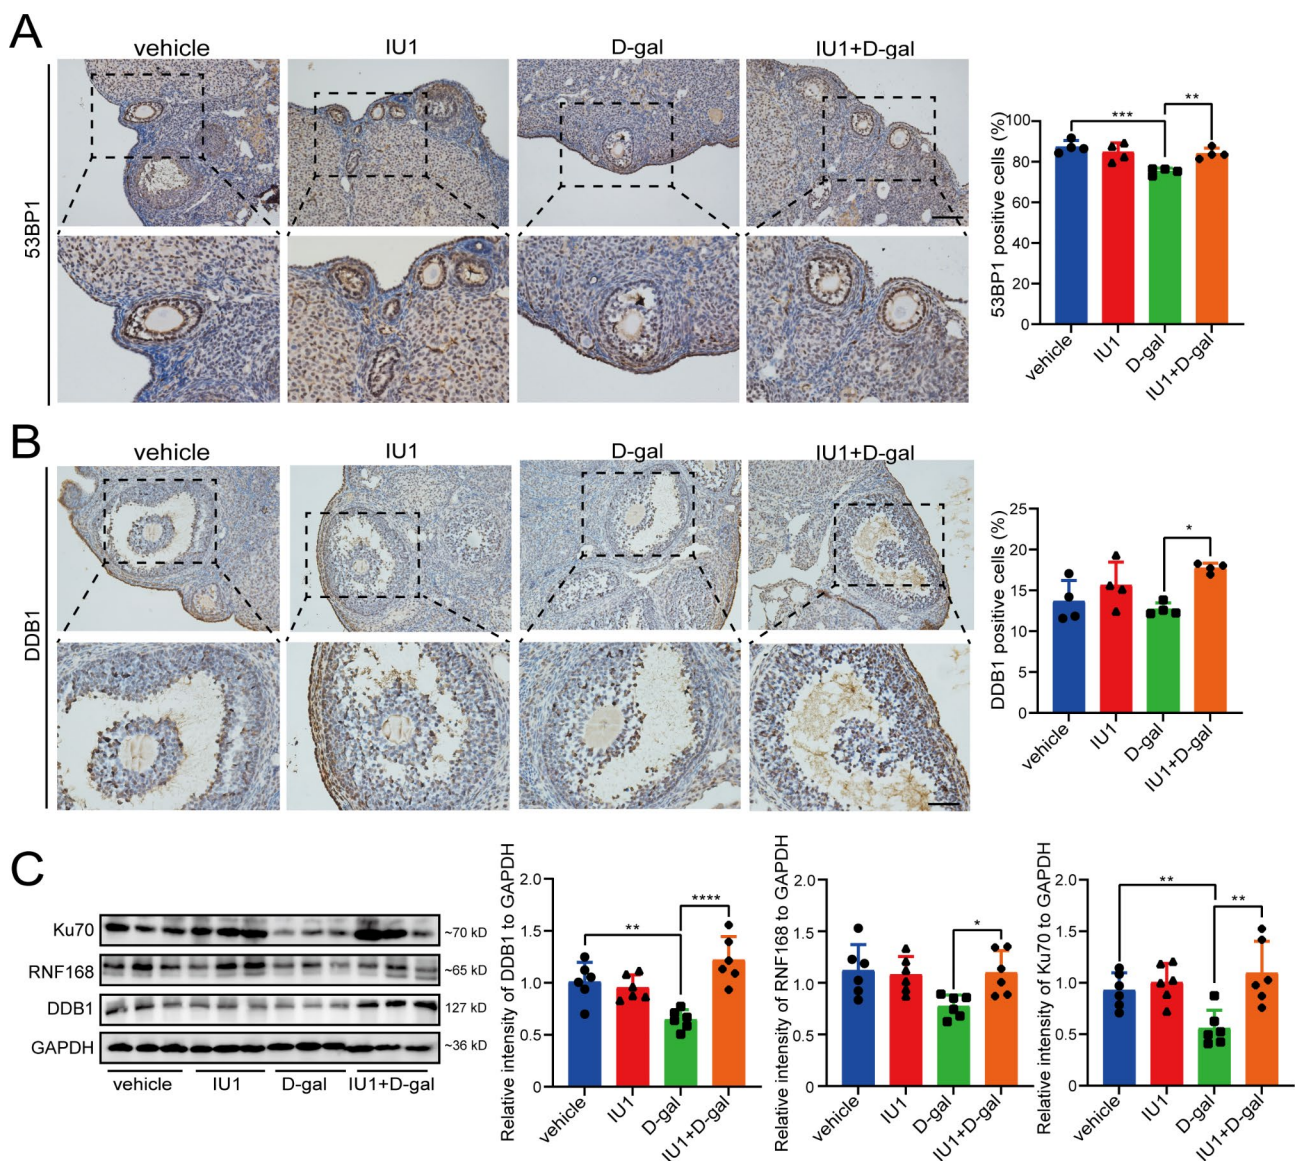 A
vehicle
IU1
D-gal
IU1+D-gal
53BP1
53BP1 positive cells (%)
100
80
60
40
20
0
***
**
vehicle
IU1
D-gal
IU1+D-gal
B
vehicle
IU1
D-gal
IU1+D-gal
DDB1
DDB1 positive cells (%)
25
20
15
10
5
0
*
vehicle
IU1
D-gal
IU1+D-gal
C
Ku70
~70 kD
RNF168
~65 kD
DDB1
127 kD
GAPDH
~36 kD
vehicle
IU1
D-gal
IU1+D-gal
Relative intensity of DDB1 to GAPDH
2.0
1.5
1.0
0.5
0
**
****
vehicle
IU1
D-gal
IU1+D-gal
Relative intensity of RNF168 to GAPDH
2.0
1.5
1.0
0.5
0
*
vehicle
IU1
D-gal
IU1+D-gal
Relative intensity of Ku70 to GAPDH
2.0
1.5
1.0
0.5
0
**
**
vehicle
IU1
D-gal
IU1+D-gal